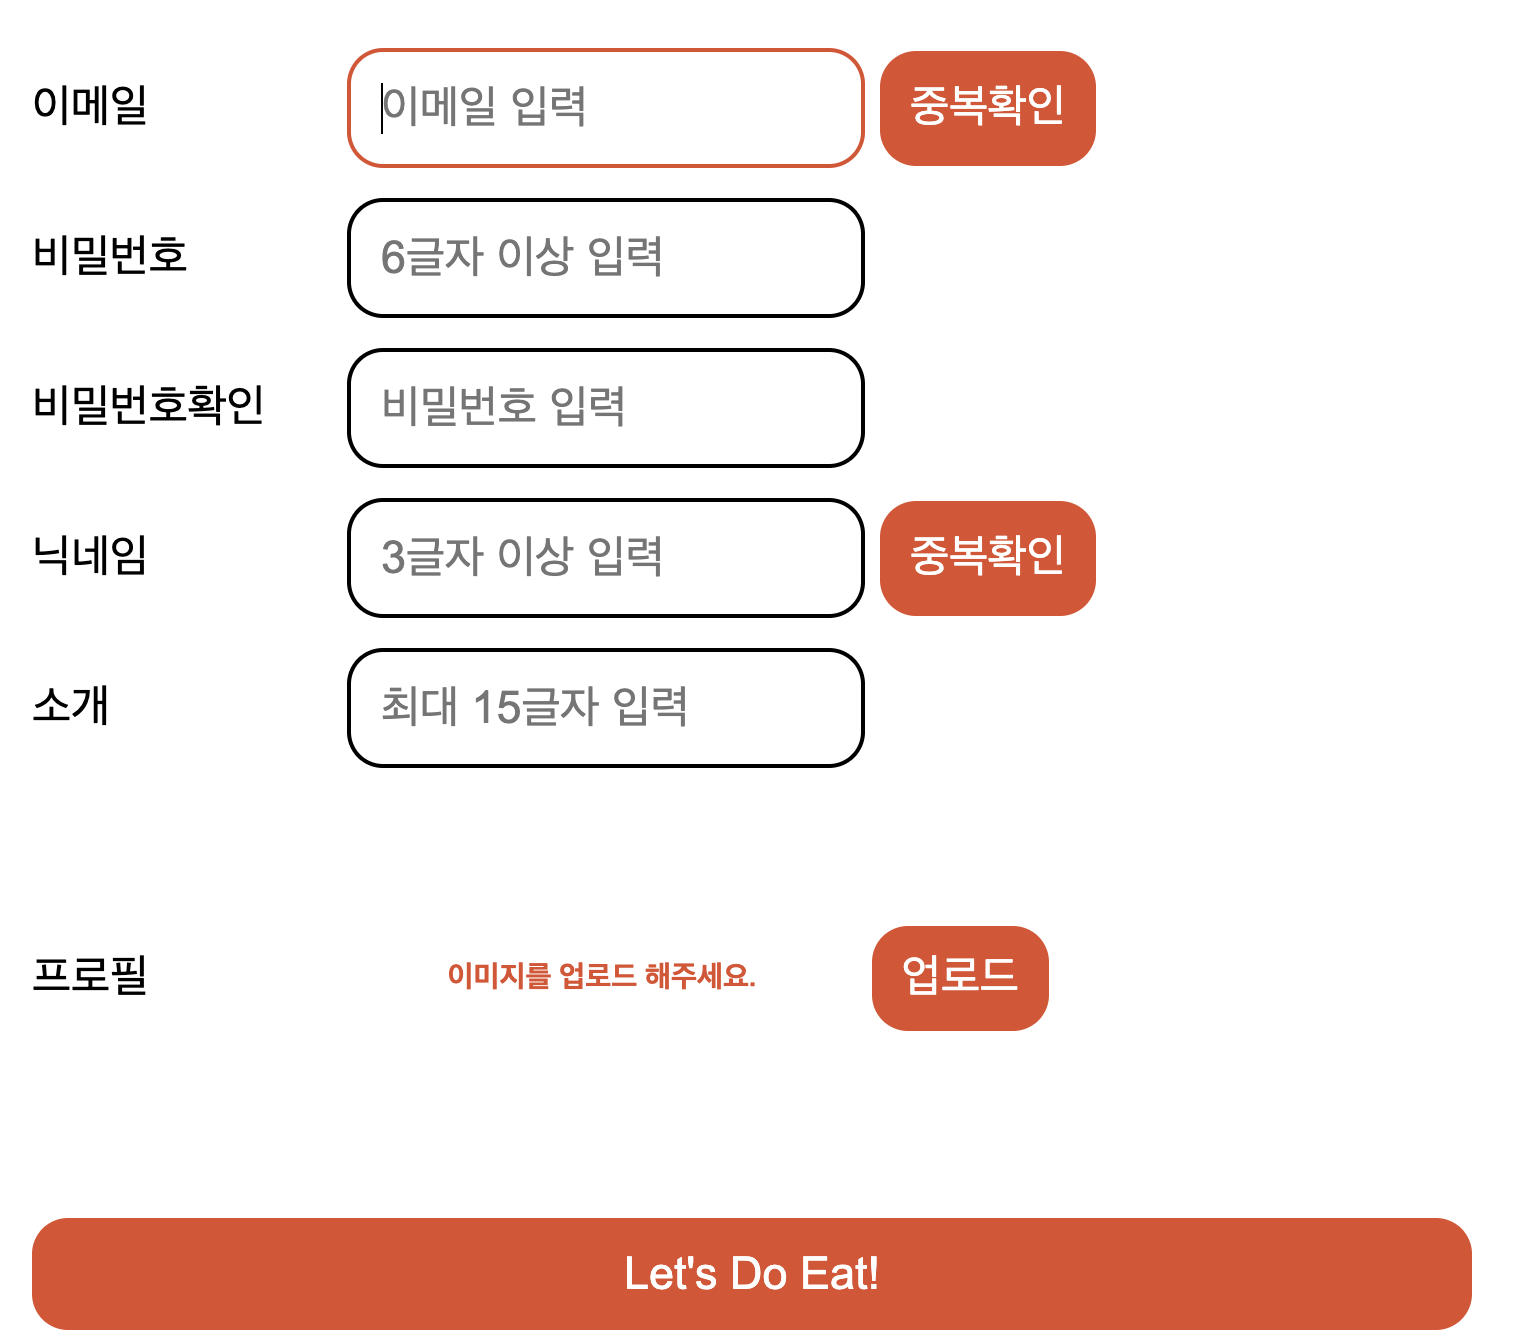 이메일 이메일 입력 중복확인
비밀번호 6글자 이상 입력
비밀번호확인 비밀번호 입력
닉네임 3글자 이상 입력 중복확인
소개 최대 15글자 입력
프로필 이미지를 업로드 해주세요. 업로드
Let's Do Eat!